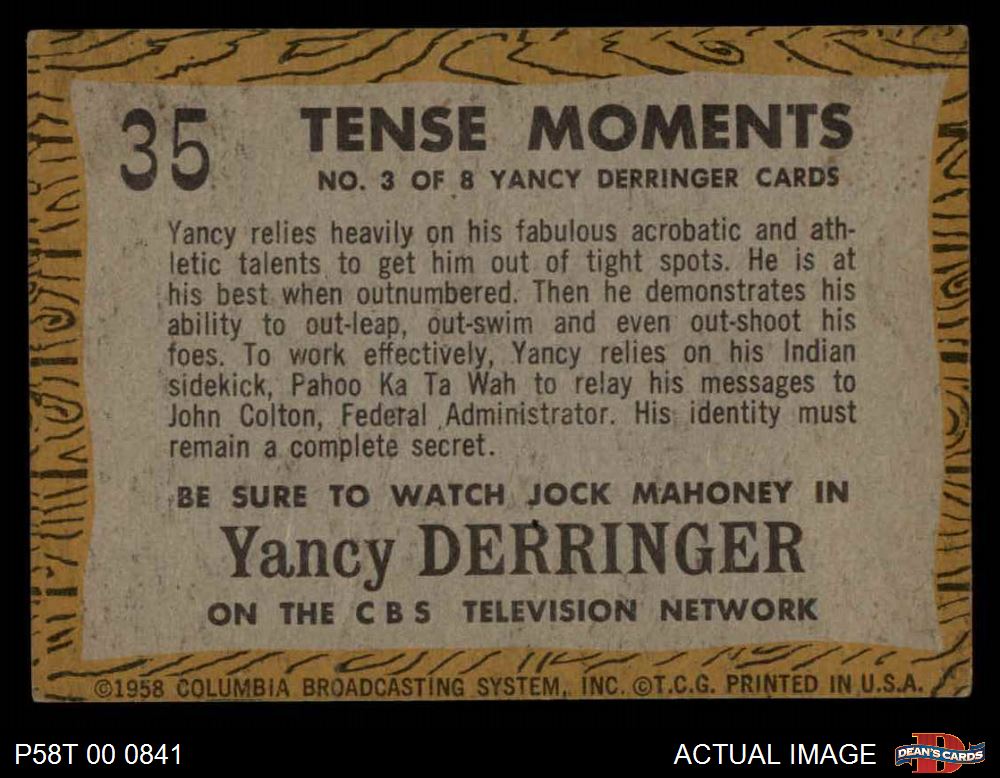 35
TENSE MOMENTS
NO. 3 OF 8 YANCY DERRINGER CARDS
Yancy relies heavily on his fabulous acrobatic and ath-
letic talents to get him out of tight spots. He is at
his best when outnumbered. Then he demonstrates his
ability to out-leap, out-swim and even out-shoot his
foes. To work effectively, Yancy relies on his Indian
sidekick, Pahoo Ka Ta Wah to relay his messages to
John Colton, Federal Administrator. His identity must
remain a complete secret.
BE SURE TO WATCH JOCK MAHONEY IN
Yancy DERRINGER
ON THE CBS TELEVISION NETWORK
©1958 COLUMBIA BROADCASTING SYSTEM, INC. ©T.C.G. PRINTED IN U.S.A.
P58T 00 0841
ACTUAL IMAGE
D
DEAN'S CARDS